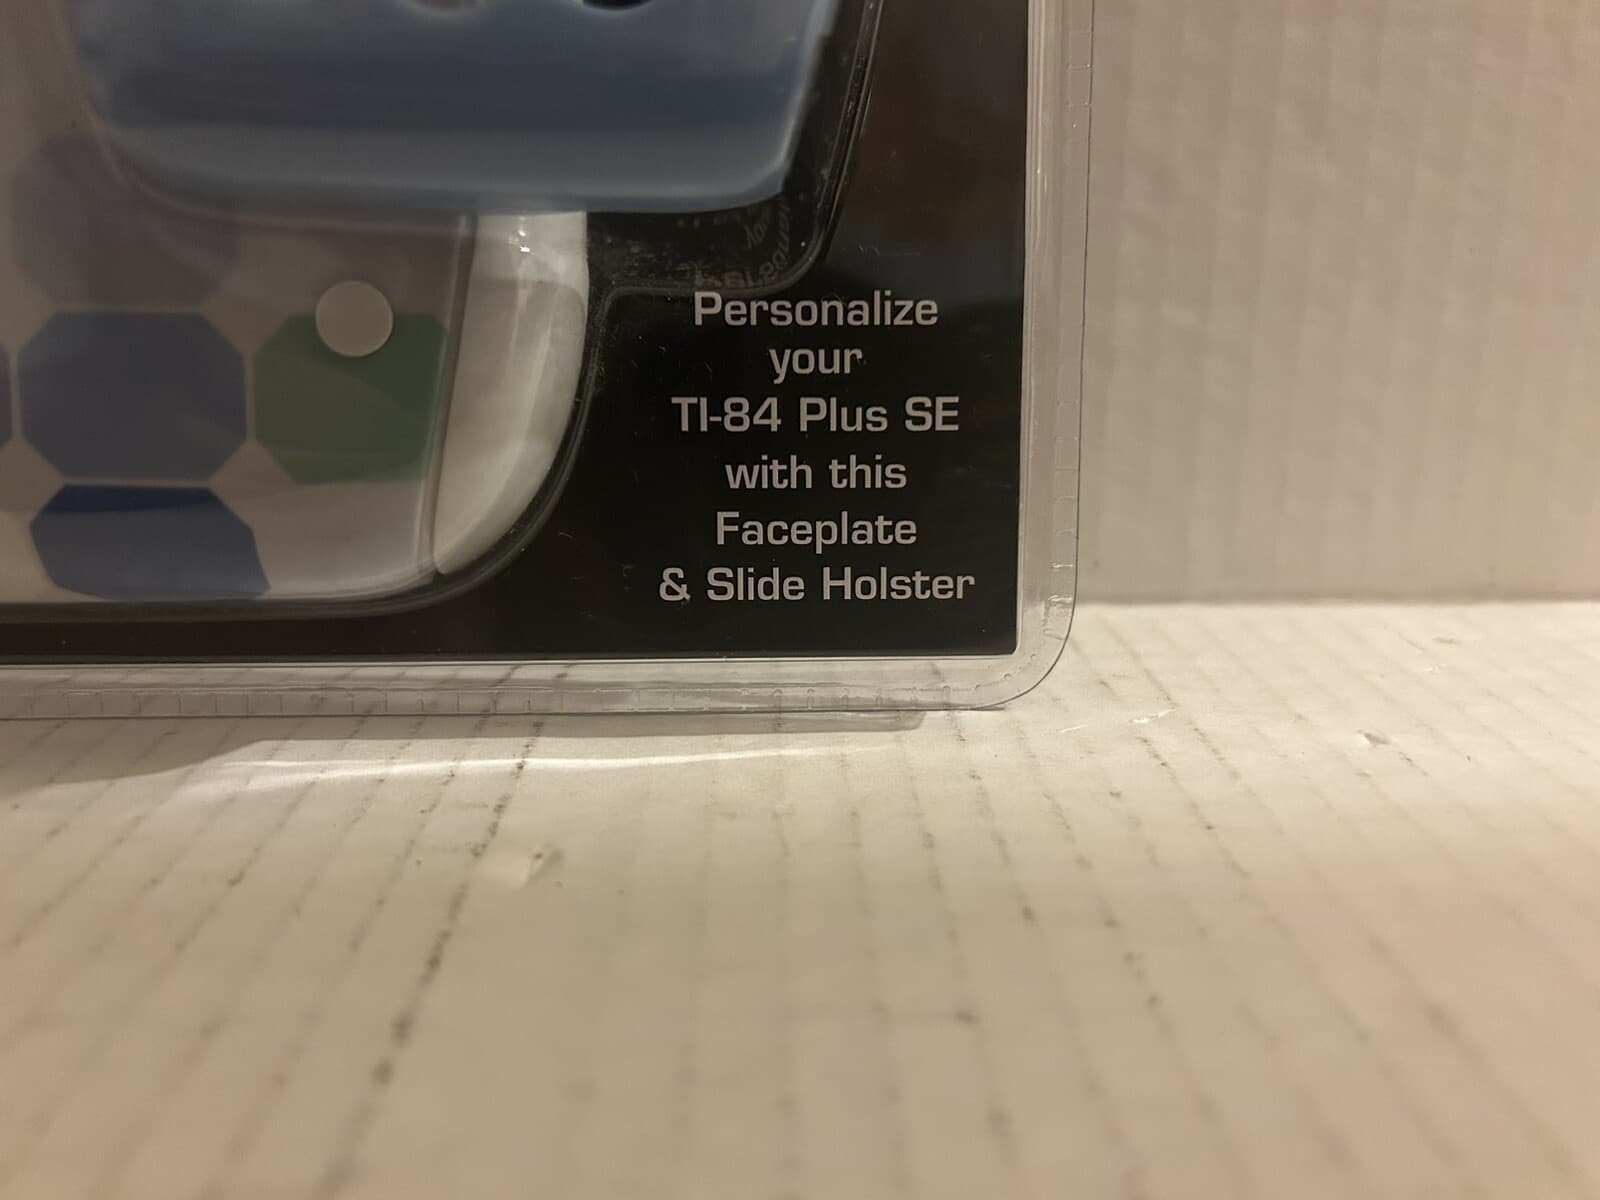 Personalize
your
TI-84 Plus SE
with this
Faceplate
& Slide Holster